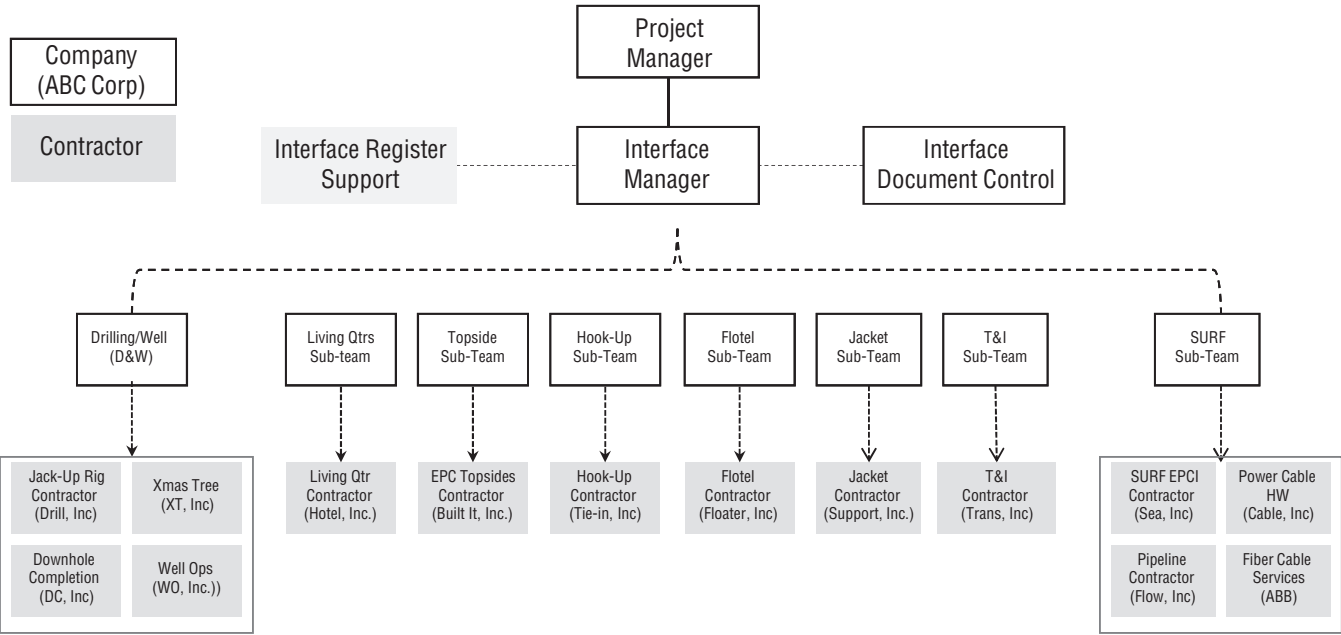 Company
(ABC Corp)
Contractor
Project
Manager
Interface Register
Support
Interface
Manager
Interface
Document Control
Drilling/Well
(D&W)
Living Qtrs
Sub-team
Topside
Sub-Team
Hook-Up
Sub-Team
Flotel
Sub-Team
Jacket
Sub-Team
T&I
Sub-Team
SURF
Sub-Team
Jack-Up Rig
Contractor
(Drill, Inc)
Xmas Tree
(XT, Inc)
Downhole
Completion
(DC, Inc)
Well Ops
(WO, Inc.))
Living Qtr
Contractor
(Hotel, Inc.)
EPC Topsides
Contractor
(Built It, Inc.)
Hook-Up
Contractor
(Tie-in, Inc)
Flotel
Contractor
(Floater, Inc)
Jacket
Contractor
(Support, Inc.)
T&I
Contractor
(Trans, Inc)
SURF EPCI
Contractor
(Sea, Inc)
Power Cable
HW
(Cable, Inc)
Pipeline
Contractor
(Flow, Inc)
Fiber Cable
Services
(ABB)